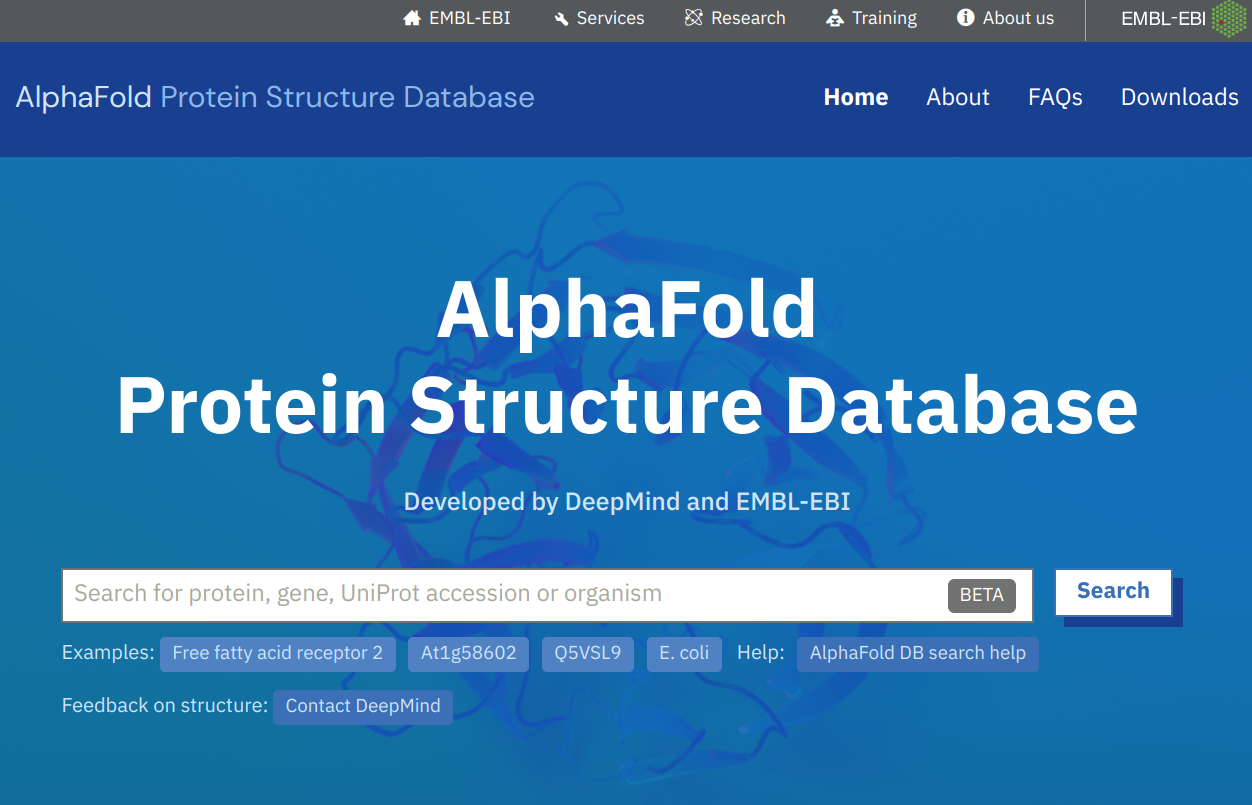 EMBL-EBI Services Research Training About us EMBL-EBI
AlphaFold Protein Structure Database Home About FAQs Downloads
AlphaFold
Protein Structure Database
Developed by DeepMind and EMBL-EBI
Search for protein, gene, UniProt accession or organism BETA Search
Examples: Free fatty acid receptor 2 At1g58602 Q5VSL9 E. coli Help: AlphaFold DB search help
Feedback on structure: Contact DeepMind